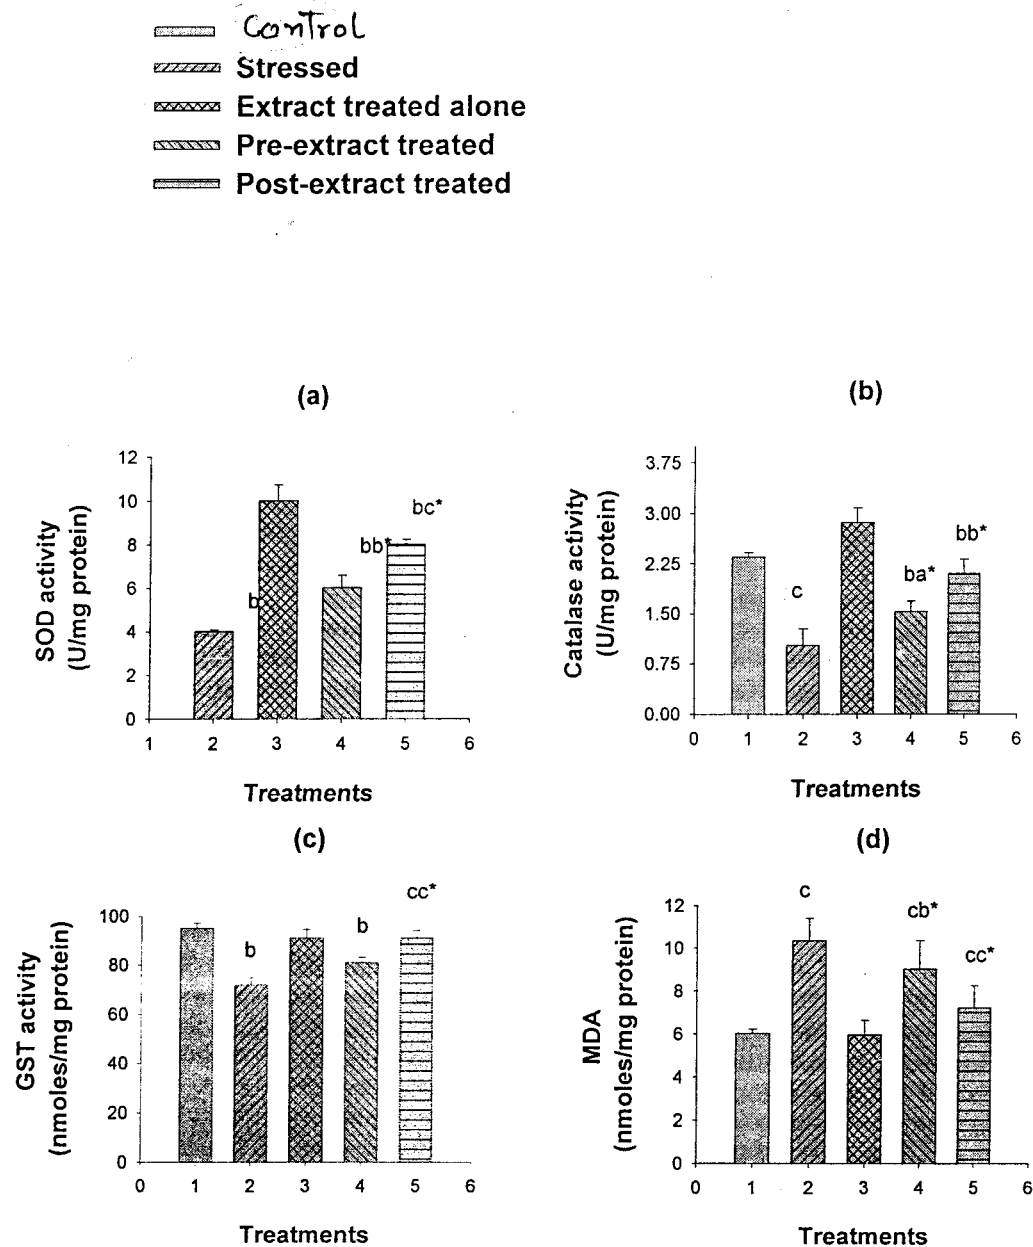 Control
Stressed
Extract treated alone
Pre-extract treated
Post-extract treated
(a)
SOD activity
(U/mg protein)
12
10
8
6
4
2
0
b
bb*
bc*
1 2 3 4 5 6
Treatments
(b)
Catalase activity
(U/mg protein)
3.75
3.00
2.25
1.50
0.75
0.00
c
ba*
bb*
0 1 2 3 4 5 6
Treatments
(c)
GST activity
(nmoles/mg protein)
100
80
60
40
20
0
b
b
cc*
0 1 2 3 4 5 6
Treatments
(d)
MDA
(nmoles/mg protein)
12
10
8
6
4
2
0
c
cb*
cc*
0 1 2 3 4 5 6
Treatments